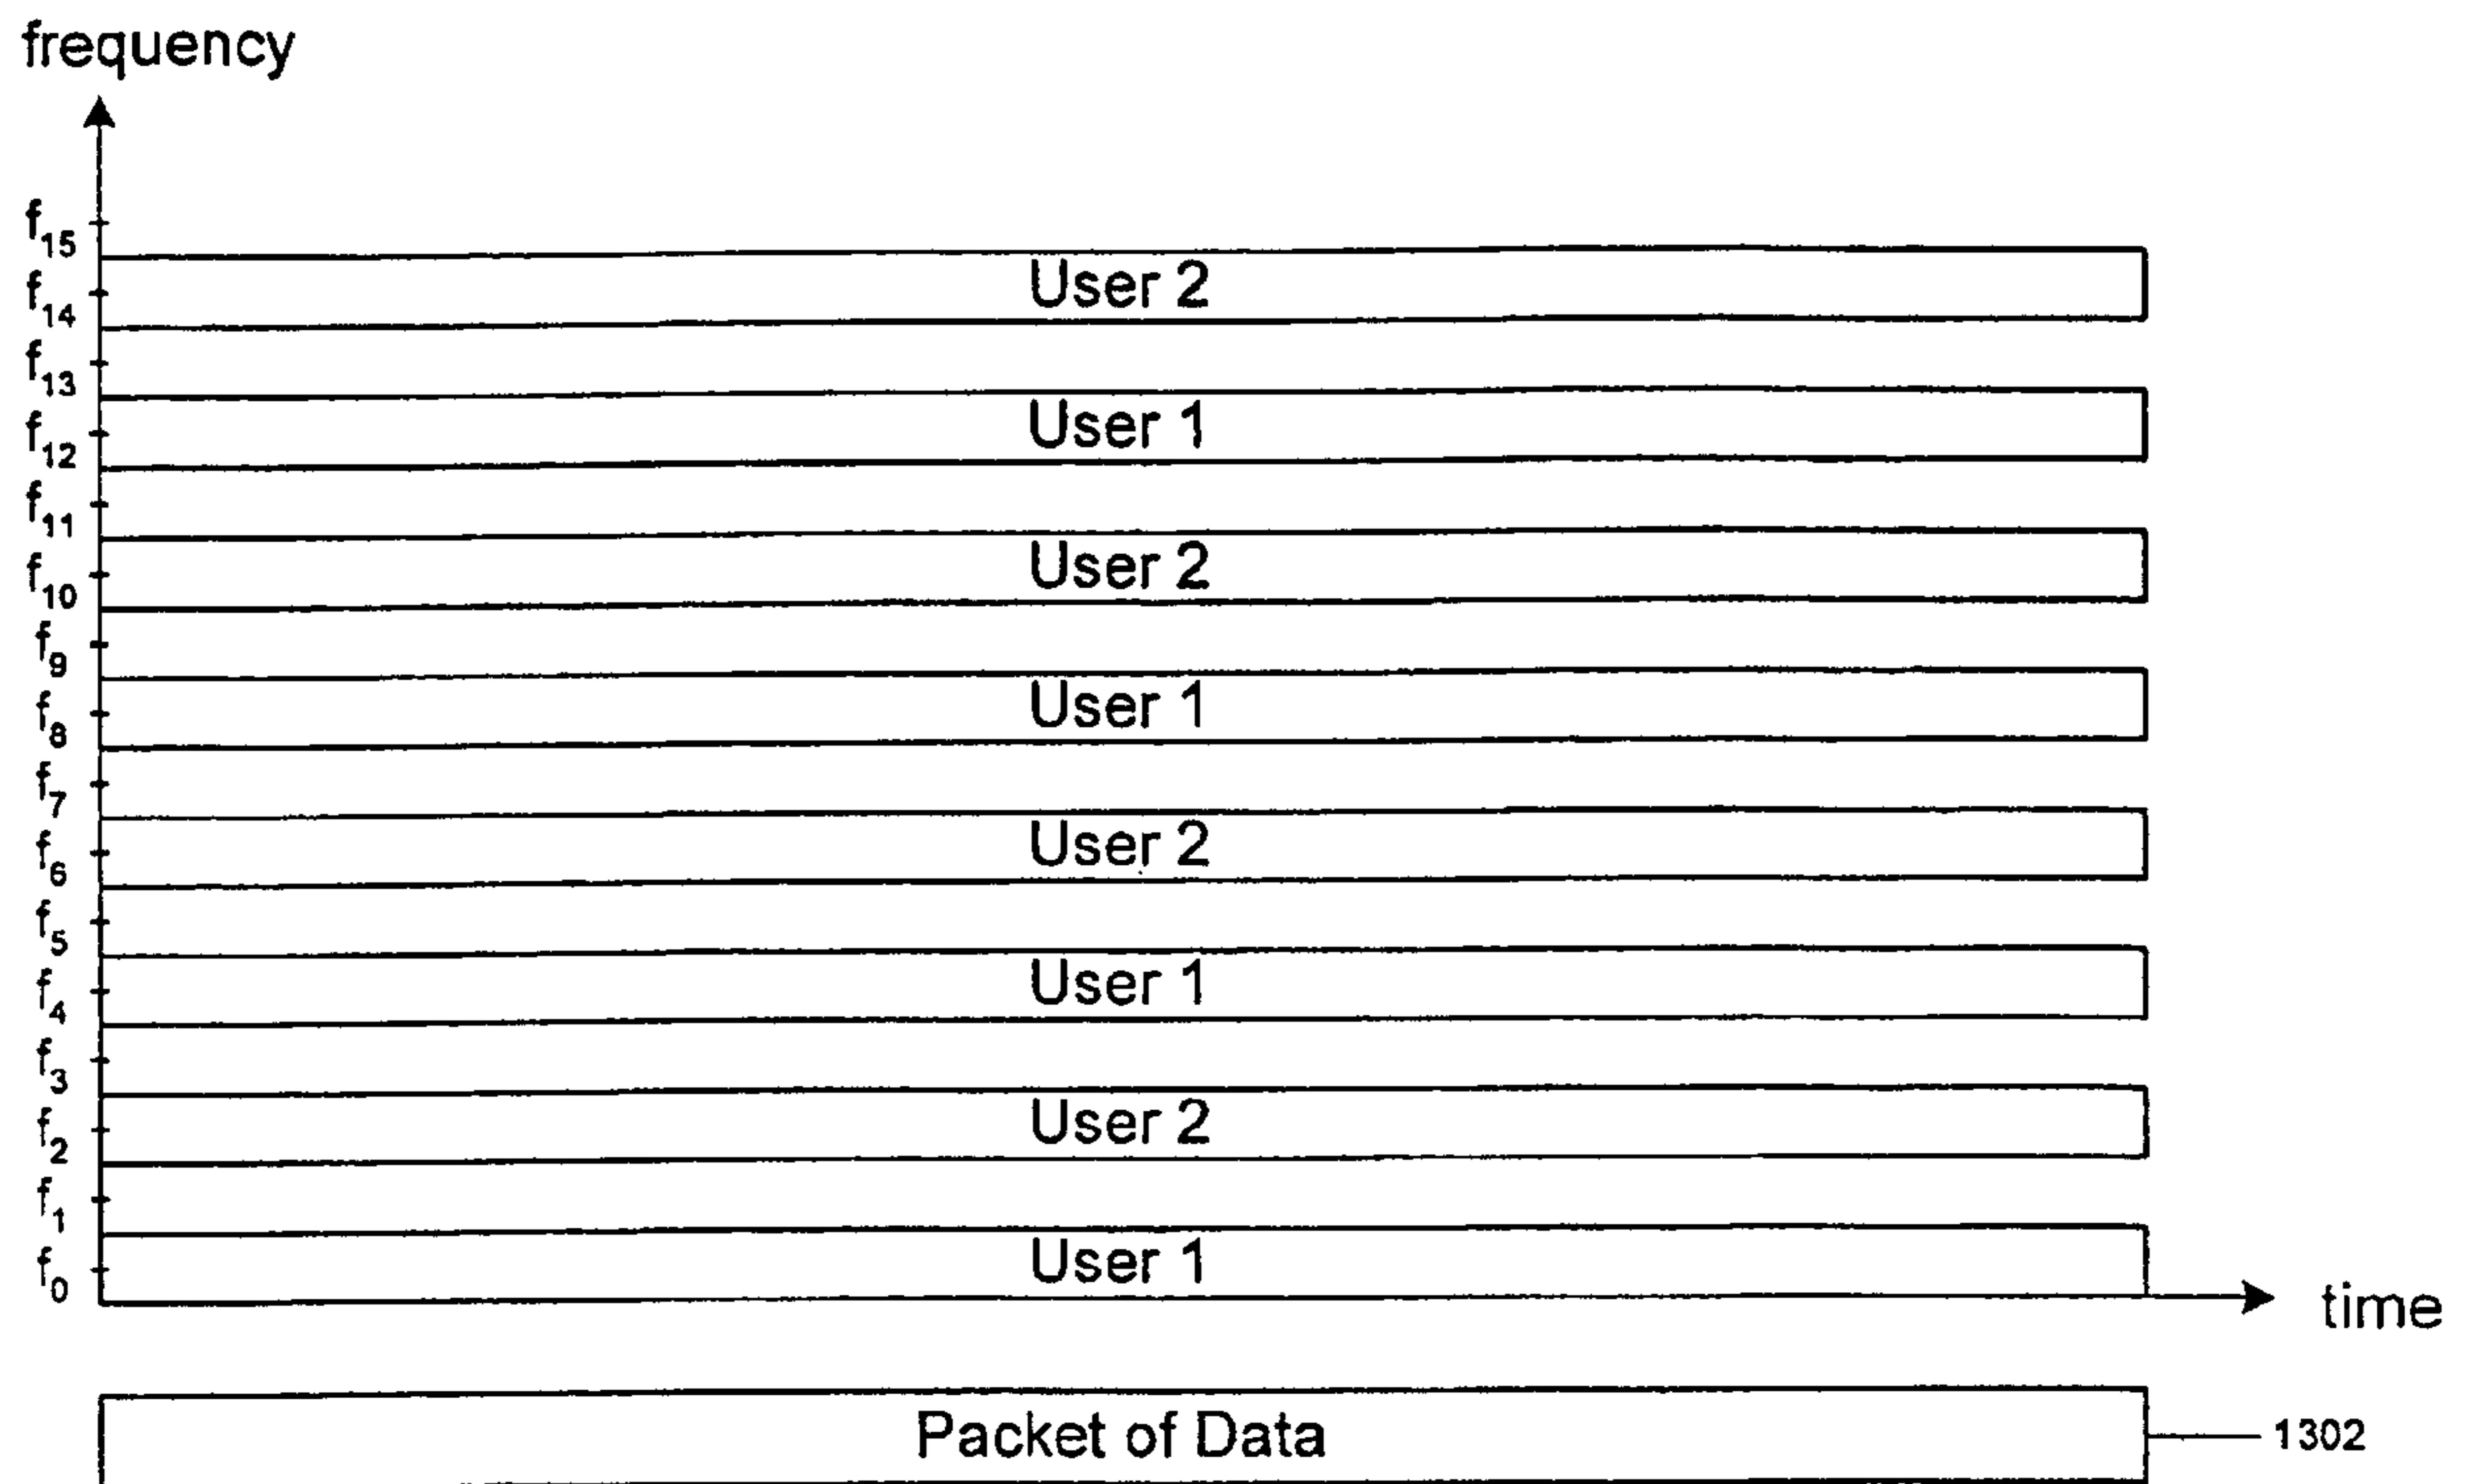 frequency
f15
User 2
f14
f13
User 1
f12
f11
User 2
f10
f9
User 1
f8
f7
User 2
f6
f5
User 1
f4
f3
User 2
f2
f1
User 1
f0
time
Packet of Data
1302